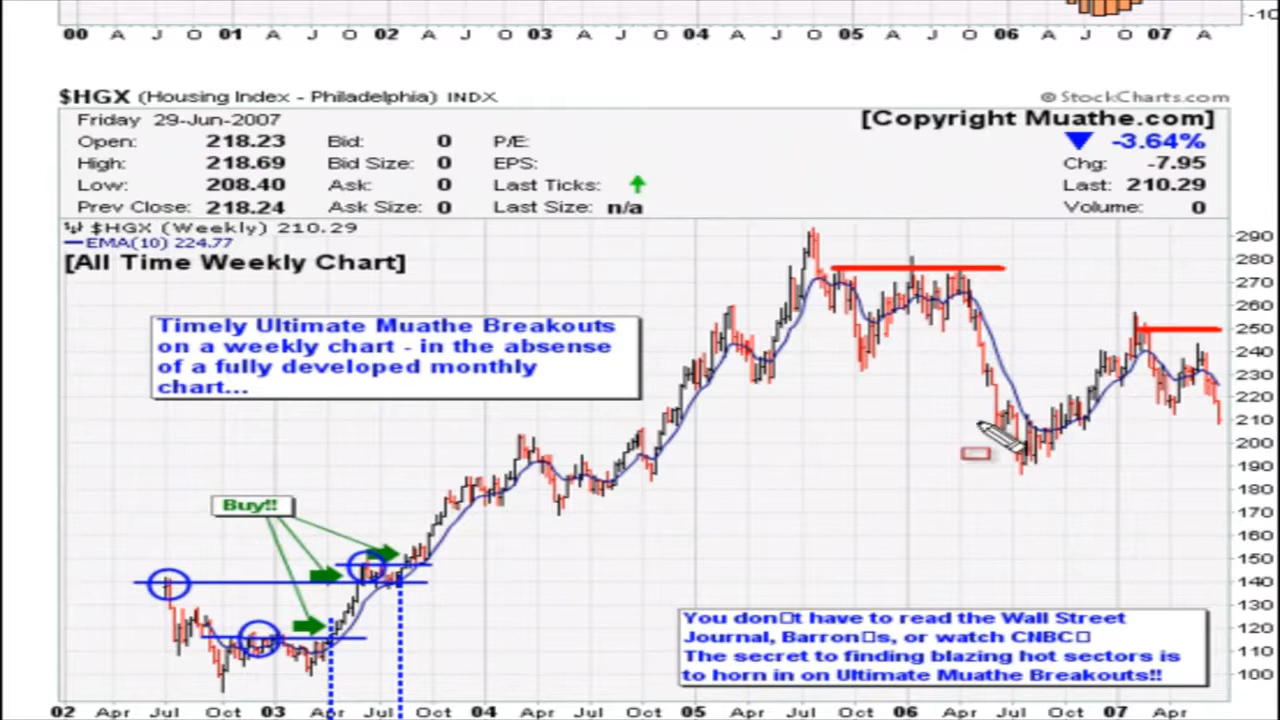 -10
00 A J O 01 A J O 02 A J O 03 A J O 04 A J O 05 A J O 06 A J O 07 A
$HGX (Housing Index - Philadelphia) INDX
© StockCharts.com
Friday 29-Jun-2007
[Copyright Muathe.com]
Open: 218.23 Bid: 0 P/E: -3.64%
High: 218.69 Bid Size: 0 EPS: Chg: -7.95
Low: 208.40 Ask: 0 Last Ticks: Last: 210.29
Prev Close: 218.24 Ask Size: 0 Last Size: n/a Volume: 0
$HGX (Weekly) 210.29
EMA(10) 224.77
[All Time Weekly Chart]
Timely Ultimate Muathe Breakouts
on a weekly chart - in the absense
of a fully developed monthly
chart...
Buy!!
290
280
270
260
250
240
230
220
210
200
190
180
170
160
150
140
130
120
110
100
You don□t have to read the Wall Street
Journal, Barron□s, or watch CNBC□
The secret to finding blazing hot sectors is
to horn in on Ultimate Muathe Breakouts!!
02 Apr Jul Oct 03 Apr Jul Oct 04 Apr Jul Oct 05 Apr Jul Oct 06 Apr Jul Oct 07 Apr